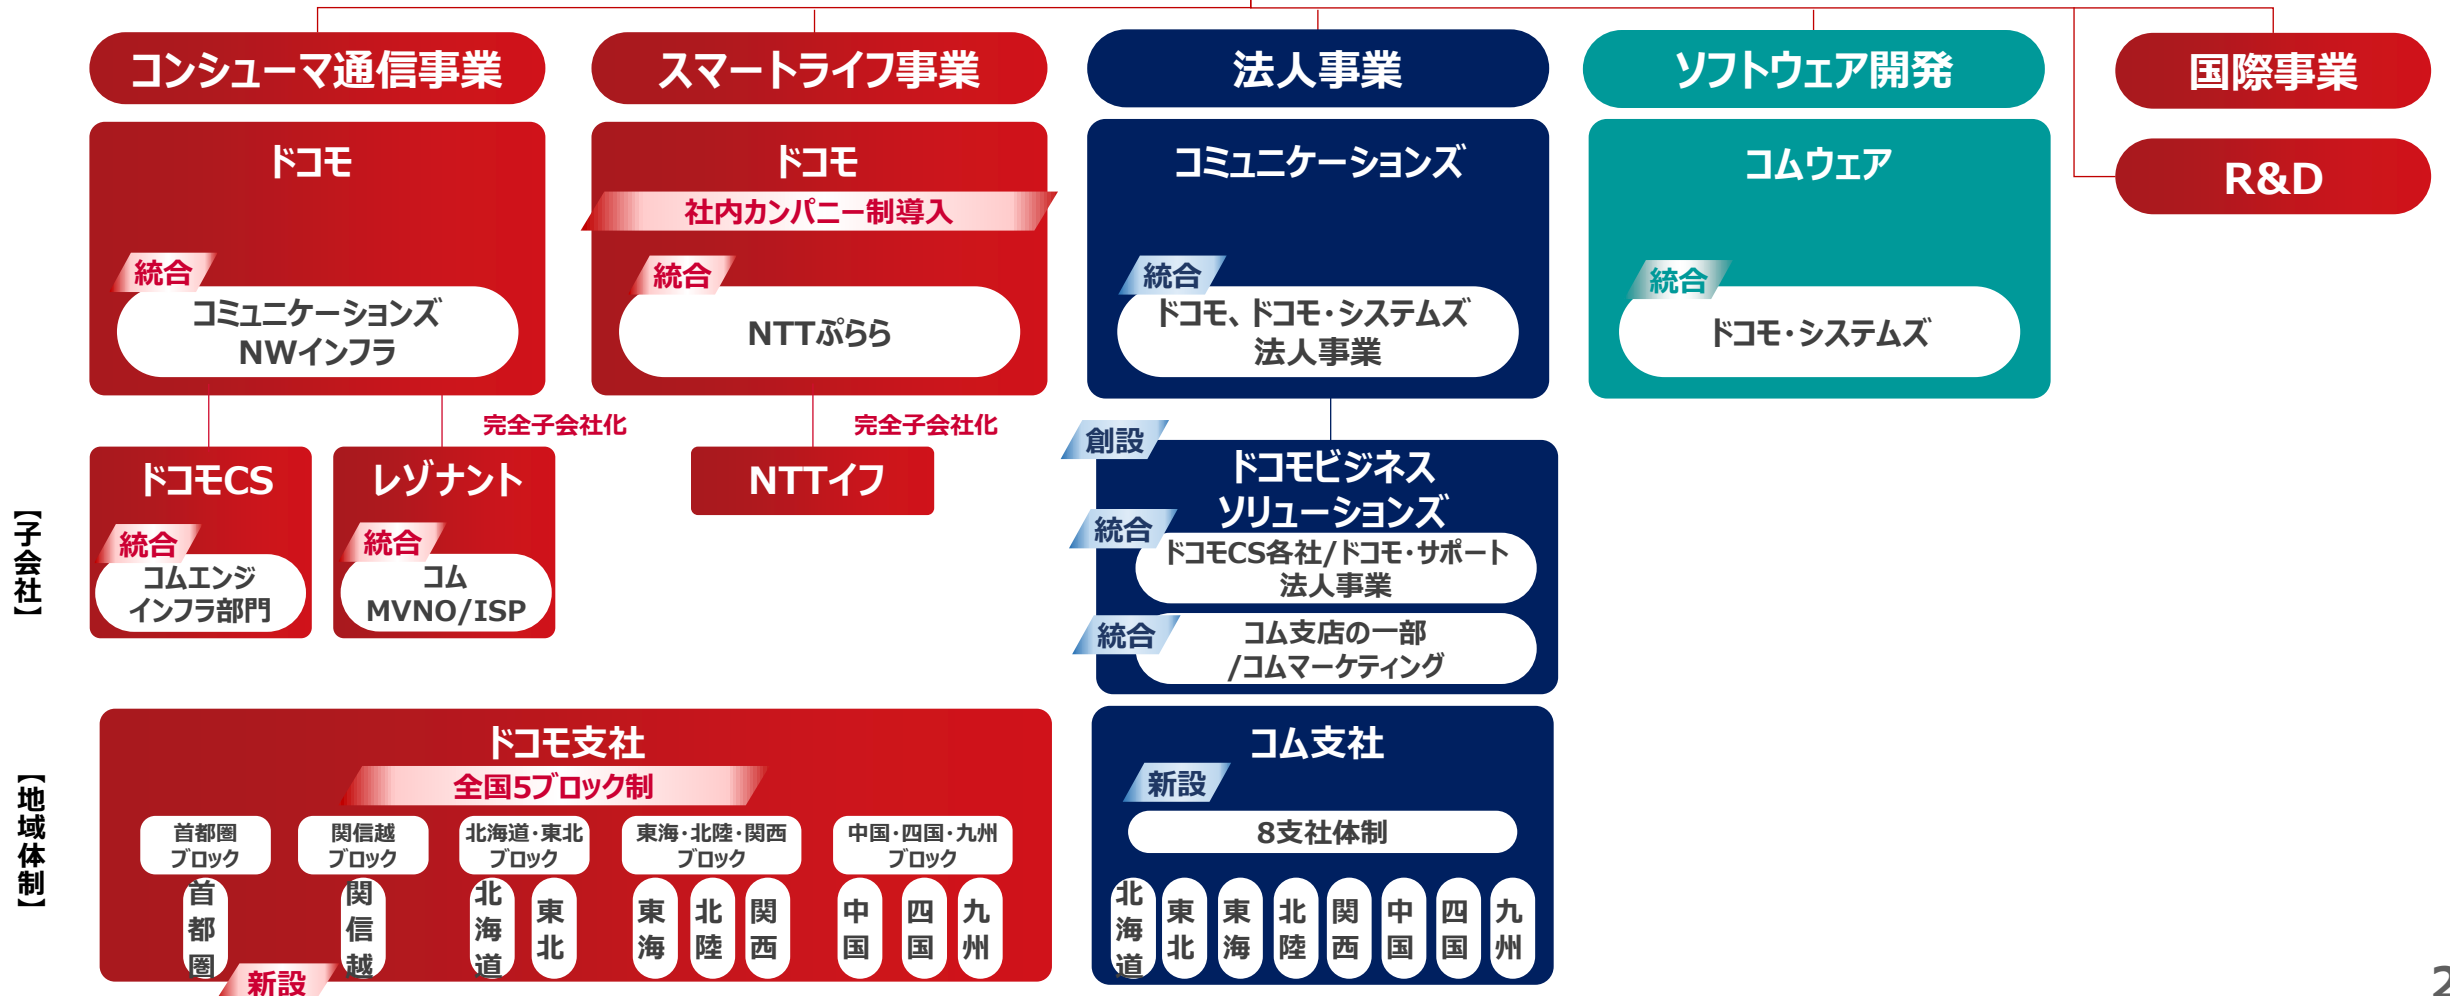 コンシューマ通信事業
スマートライフ事業
法人事業
ソフトウェア開発
国際事業
R&D
ドコモ
統合
コミュニケーションズ
NWインフラ
ドコモ
社内カンパニー制導入
統合
NTTぷらら
コミュニケーションズ
統合
ドコモ、ドコモ・システムズ
法人事業
コムウェア
統合
ドコモ・システムズ
【子会社】
ドコモCS
統合
コムエンジ
インフラ部門
完全子会社化
レゾナント
統合
コム
MVNO/ISP
完全子会社化
NTTイフ
創設
ドコモビジネス
ソリューションズ
統合
ドコモCS各社/ドコモ・サポート
法人事業
統合
コム支店の一部
/コムマーケティング
【地域体制】
ドコモ支社
全国5ブロック制
首都圏
ブロック
関信越
ブロック
北海道・東北
ブロック
東海・北陸・関西
ブロック
中国・四国・九州
ブロック
首都圏
関信越
北海道
東北
東海
北陸
関西
中国
四国
九州
新設
コム支社
新設
8支社体制
北海道
東北
東海
北陸
関西
中国
四国
九州